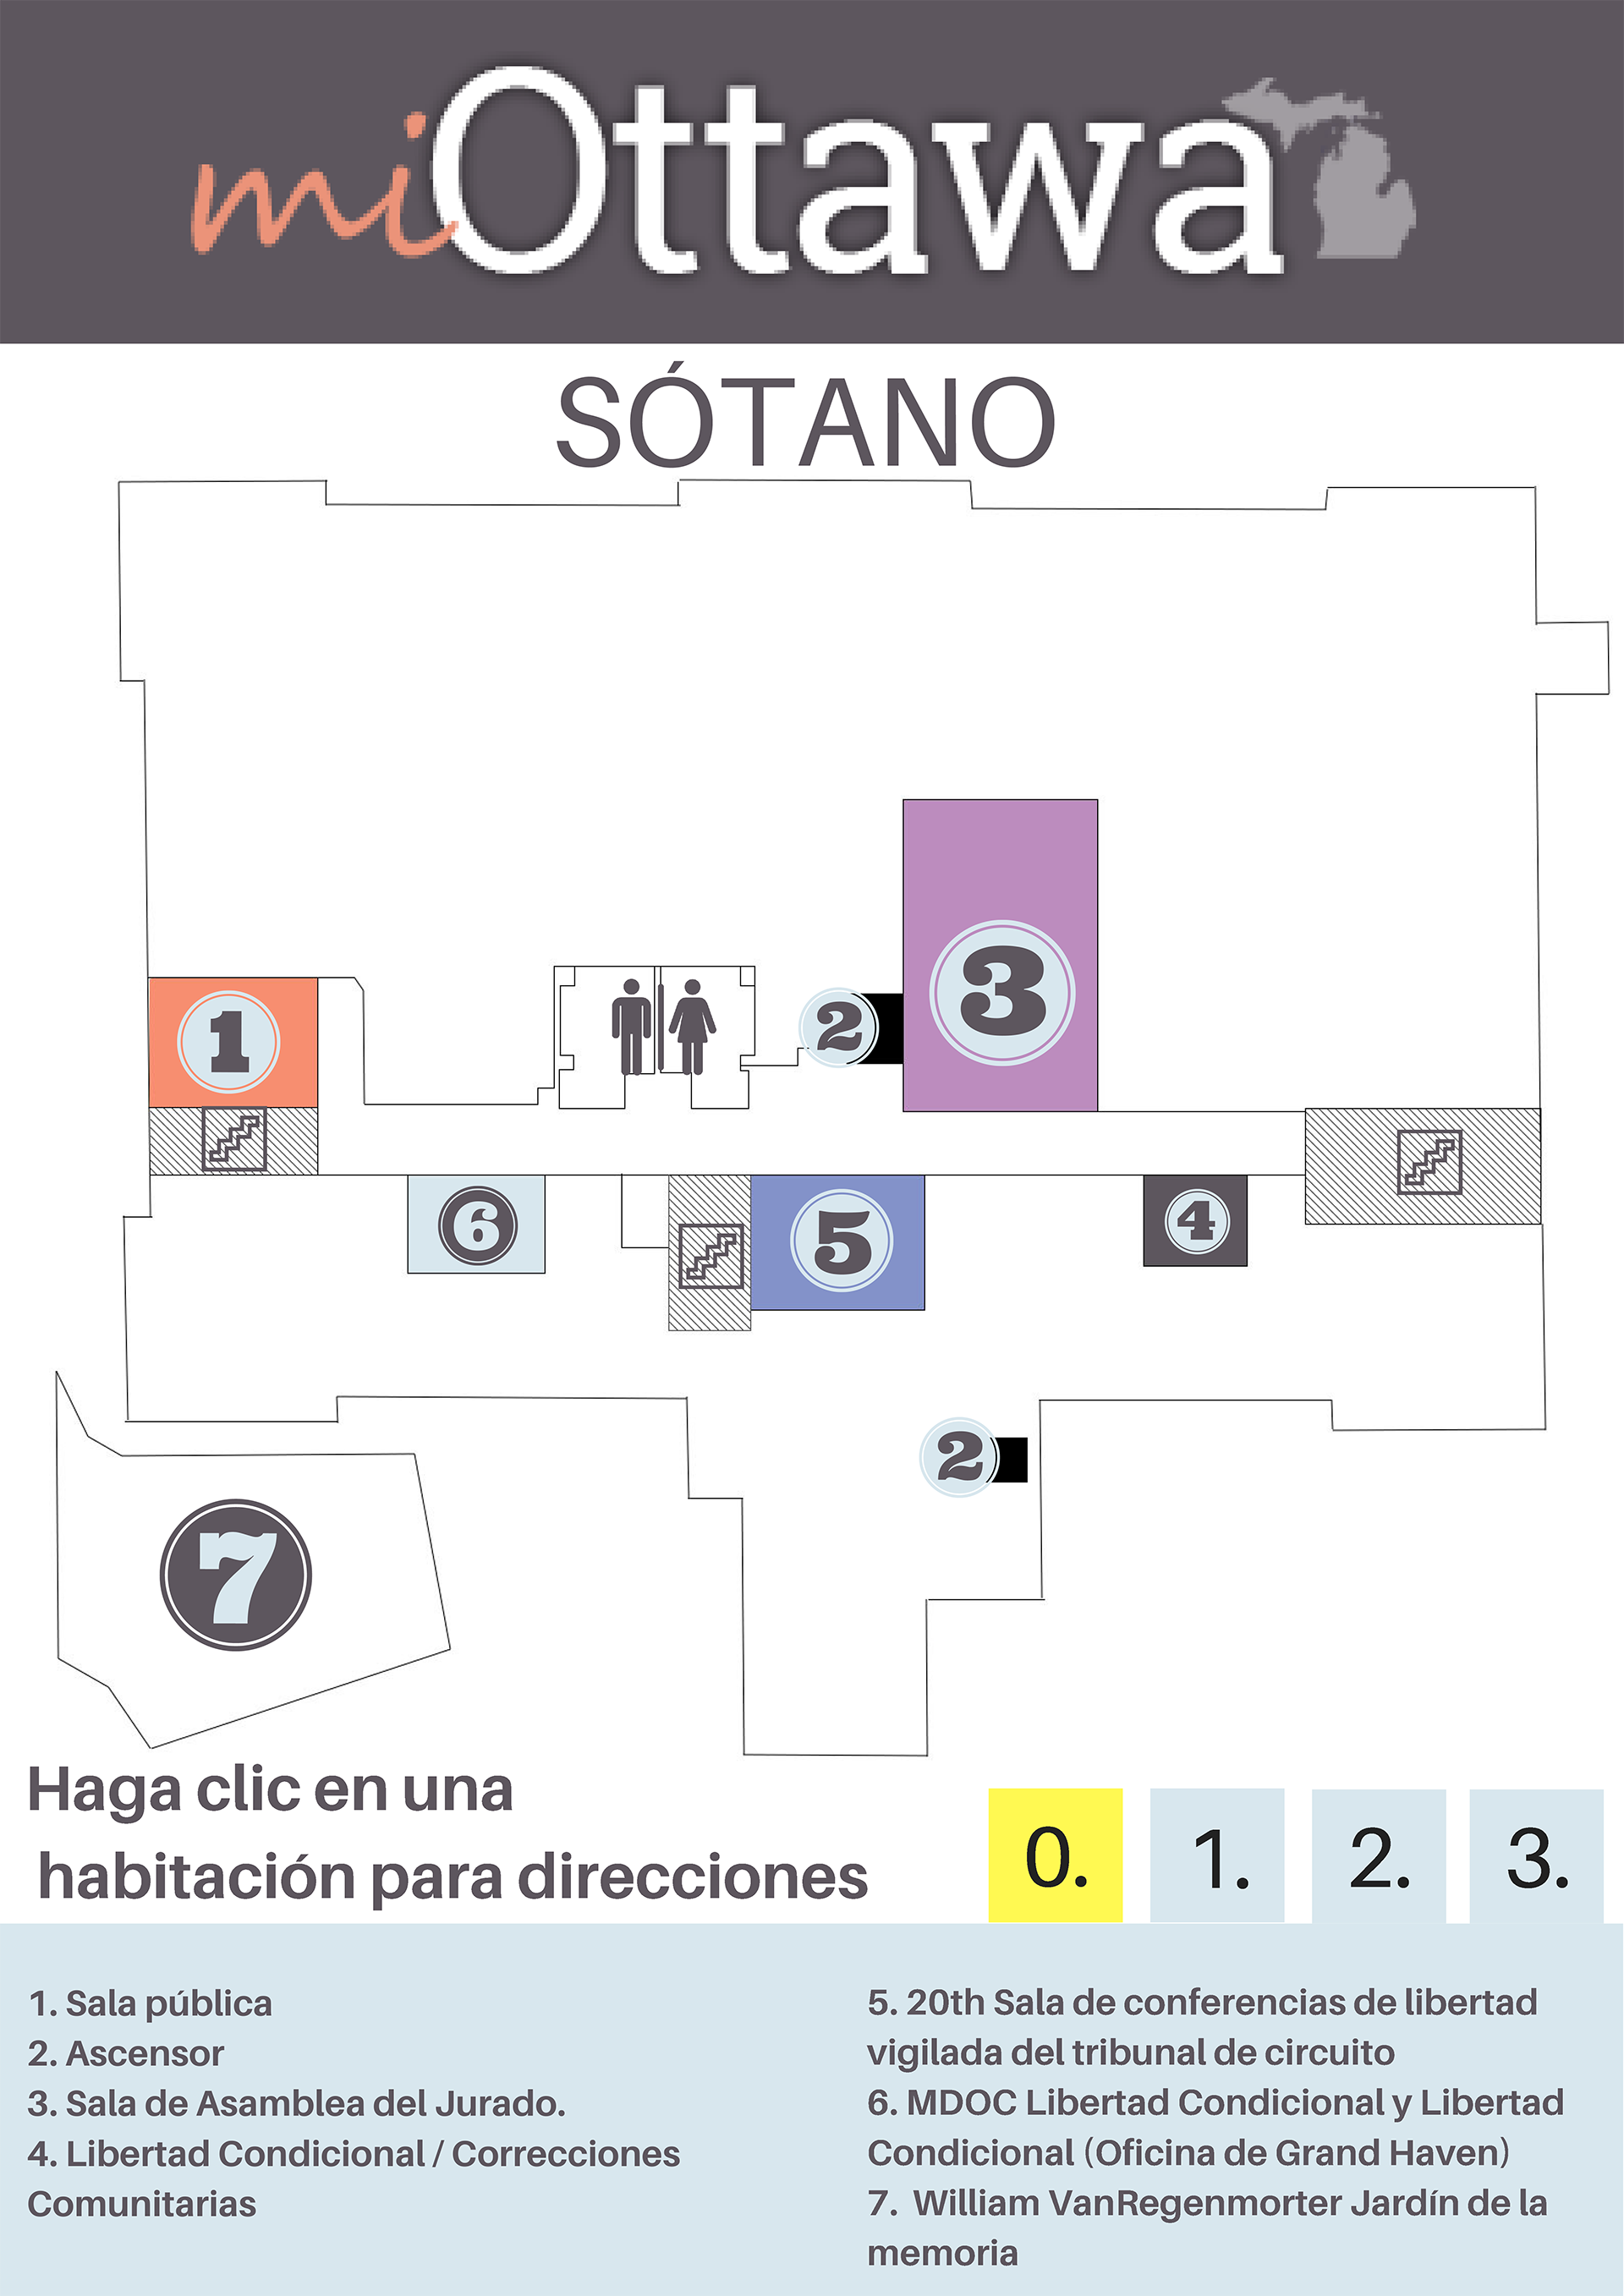 miOttawa
SÓTANO
3
1
2
6
5
4
2
7
Haga clic en una
habitación para direcciones
0. 1. 2. 3.
1. Sala pública
2. Ascensor
3. Sala de Asamblea del Jurado.
4. Libertad Condicional / Correcciones
Comunitarias
5. 20th Sala de conferencias de libertad
vigilada del tribunal de circuito
6. MDOC Libertad Condicional y Libertad
Condicional (Oficina de Grand Haven)
7. William VanRegenmorter Jardín de la
memoria